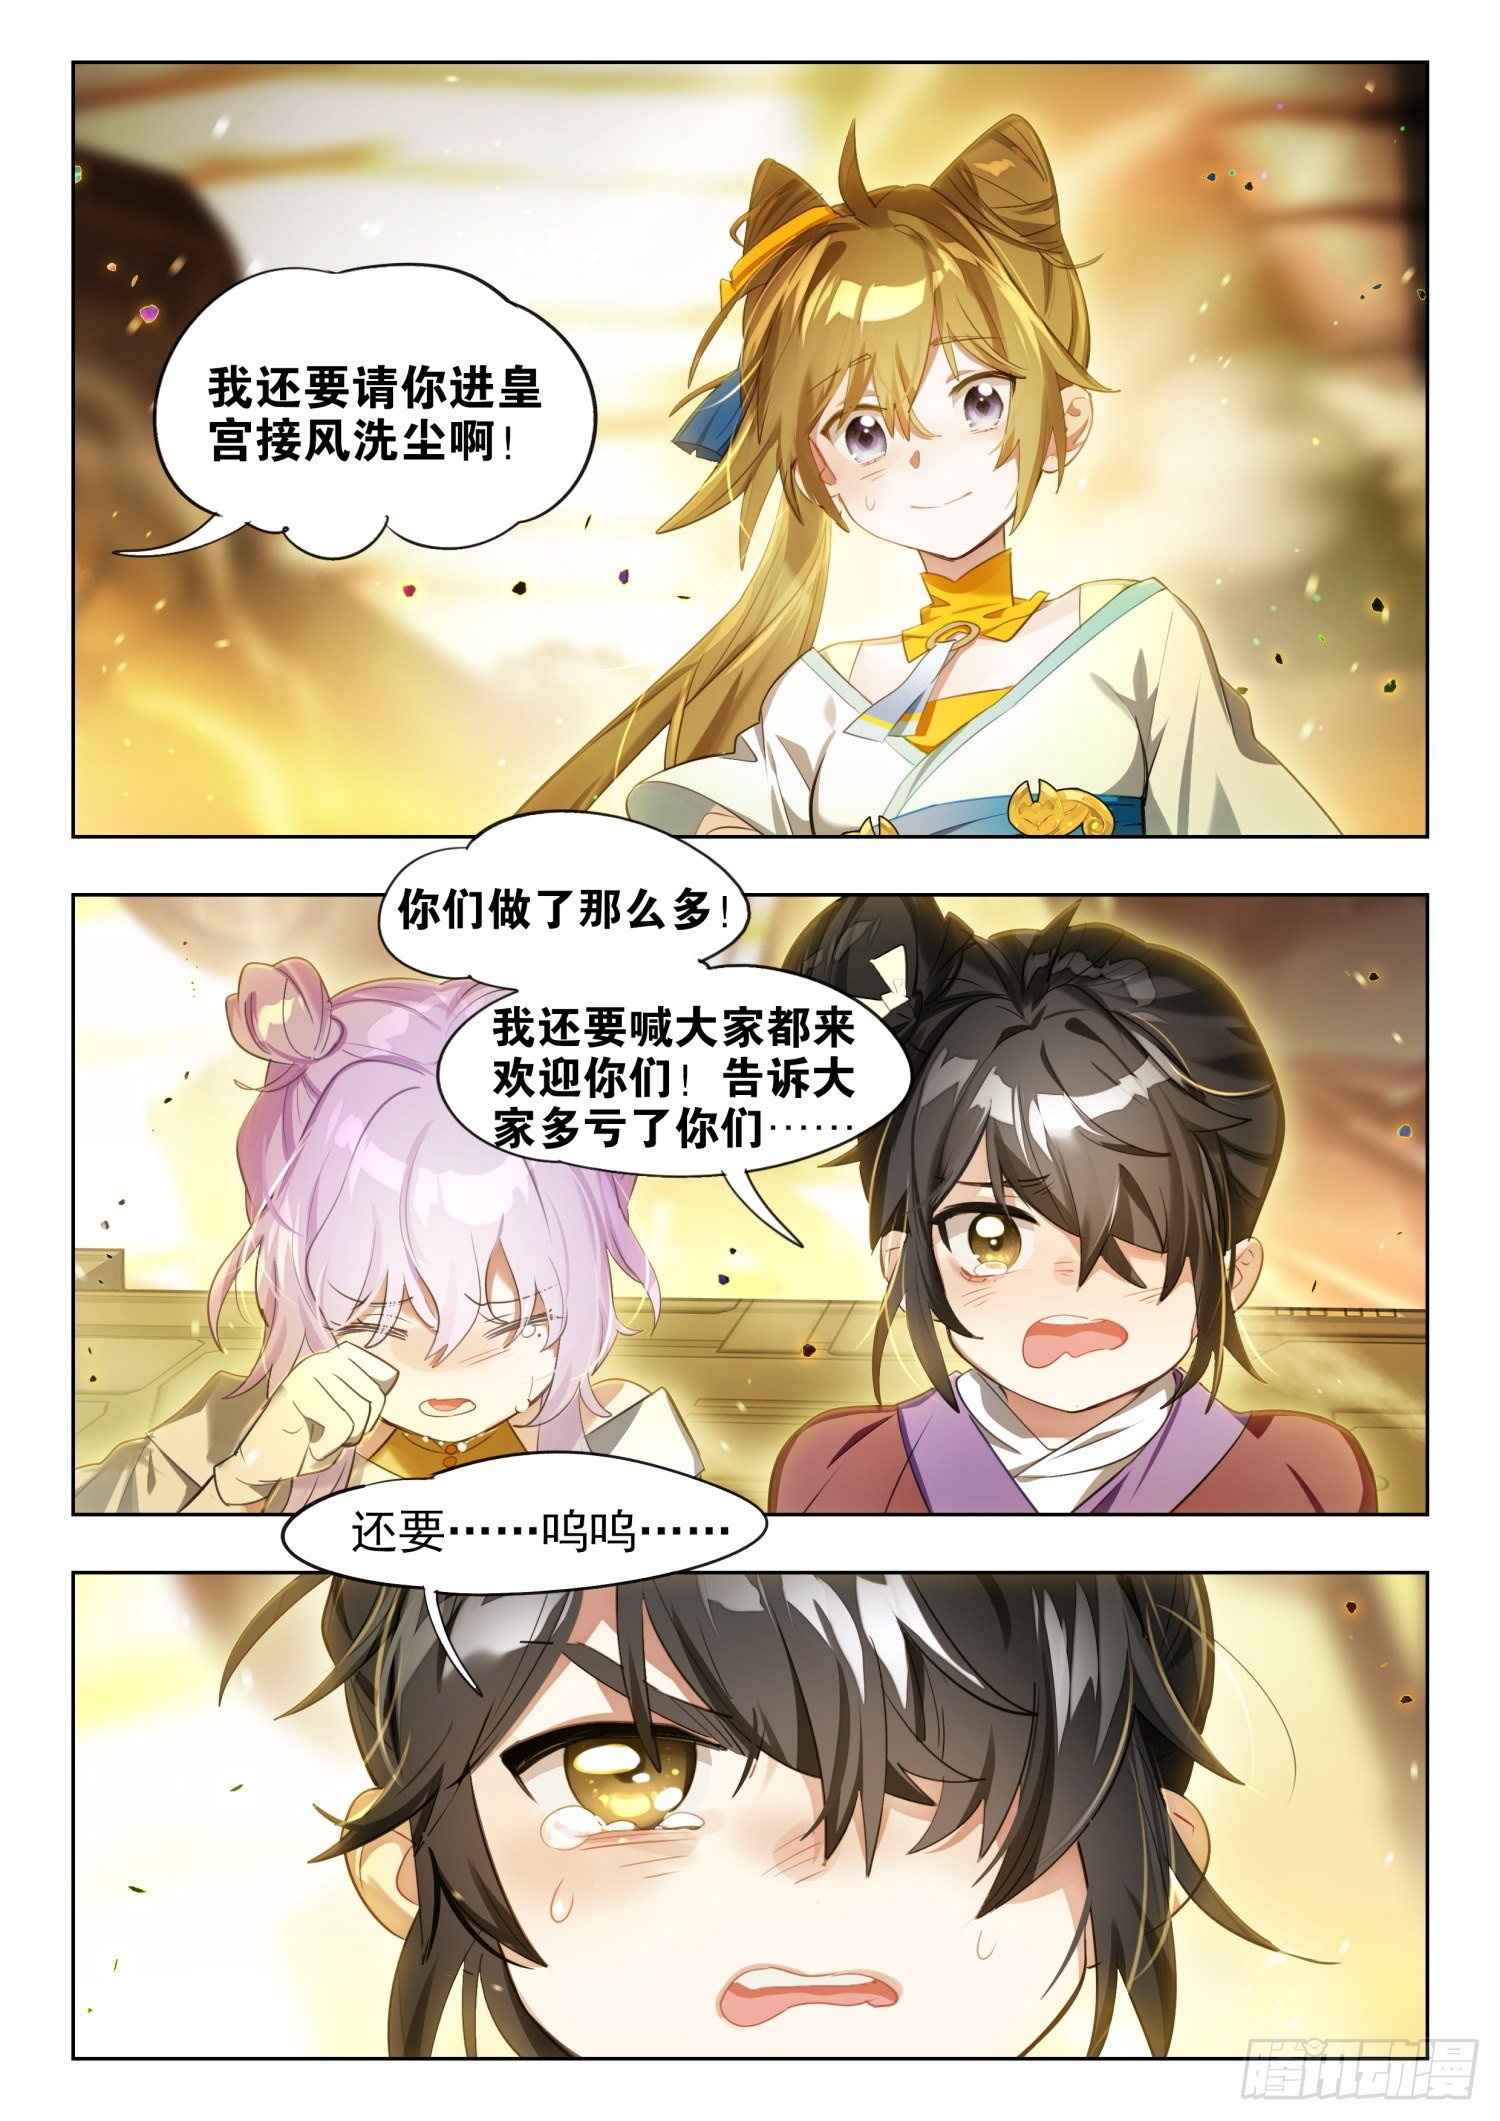 我还要请你进皇
宫接风洗尘啊！
你们做了那么多！
我还要喊大家都来
欢迎你们！告诉大
家多亏了你们……
还要……呜呜……
腾讯动漫